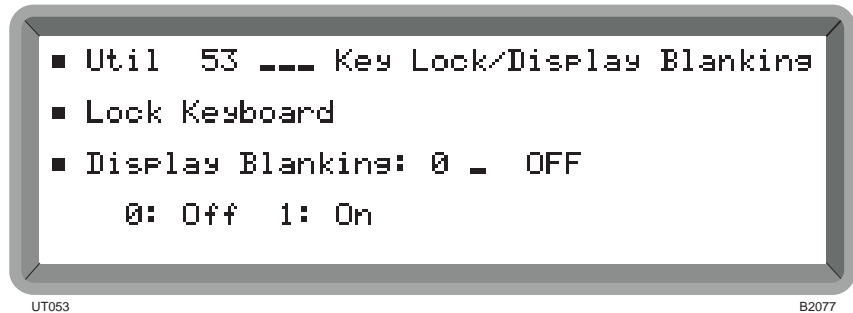 ▪ Util 53 ___ Key Lock/Display Blanking
▪ Lock Keyboard
▪ Display Blanking: 0 _ OFF
0: Off 1: On
UT053 B2077